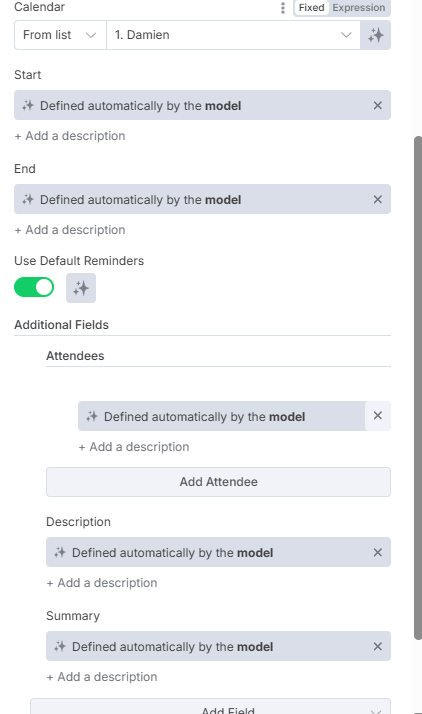 Calendar
Fixed Expression
From list 1. Damien
Start
Defined automatically by the model
+ Add a description
End
Defined automatically by the model
+ Add a description
Use Default Reminders
Additional Fields
Attendees
Defined automatically by the model
+ Add a description
Add Attendee
Description
Defined automatically by the model
+ Add a description
Summary
Defined automatically by the model
+ Add a description
Add Field